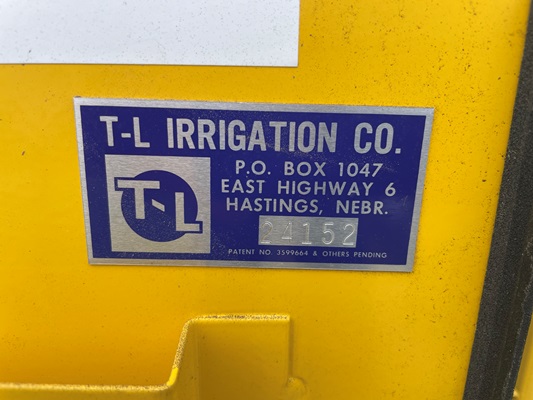 T-L IRRIGATION CO.
T-L
P.O. BOX 1047
EAST HIGHWAY 6
HASTINGS, NEBR.
24152
PATENT NO. 3599664 & OTHERS PENDING